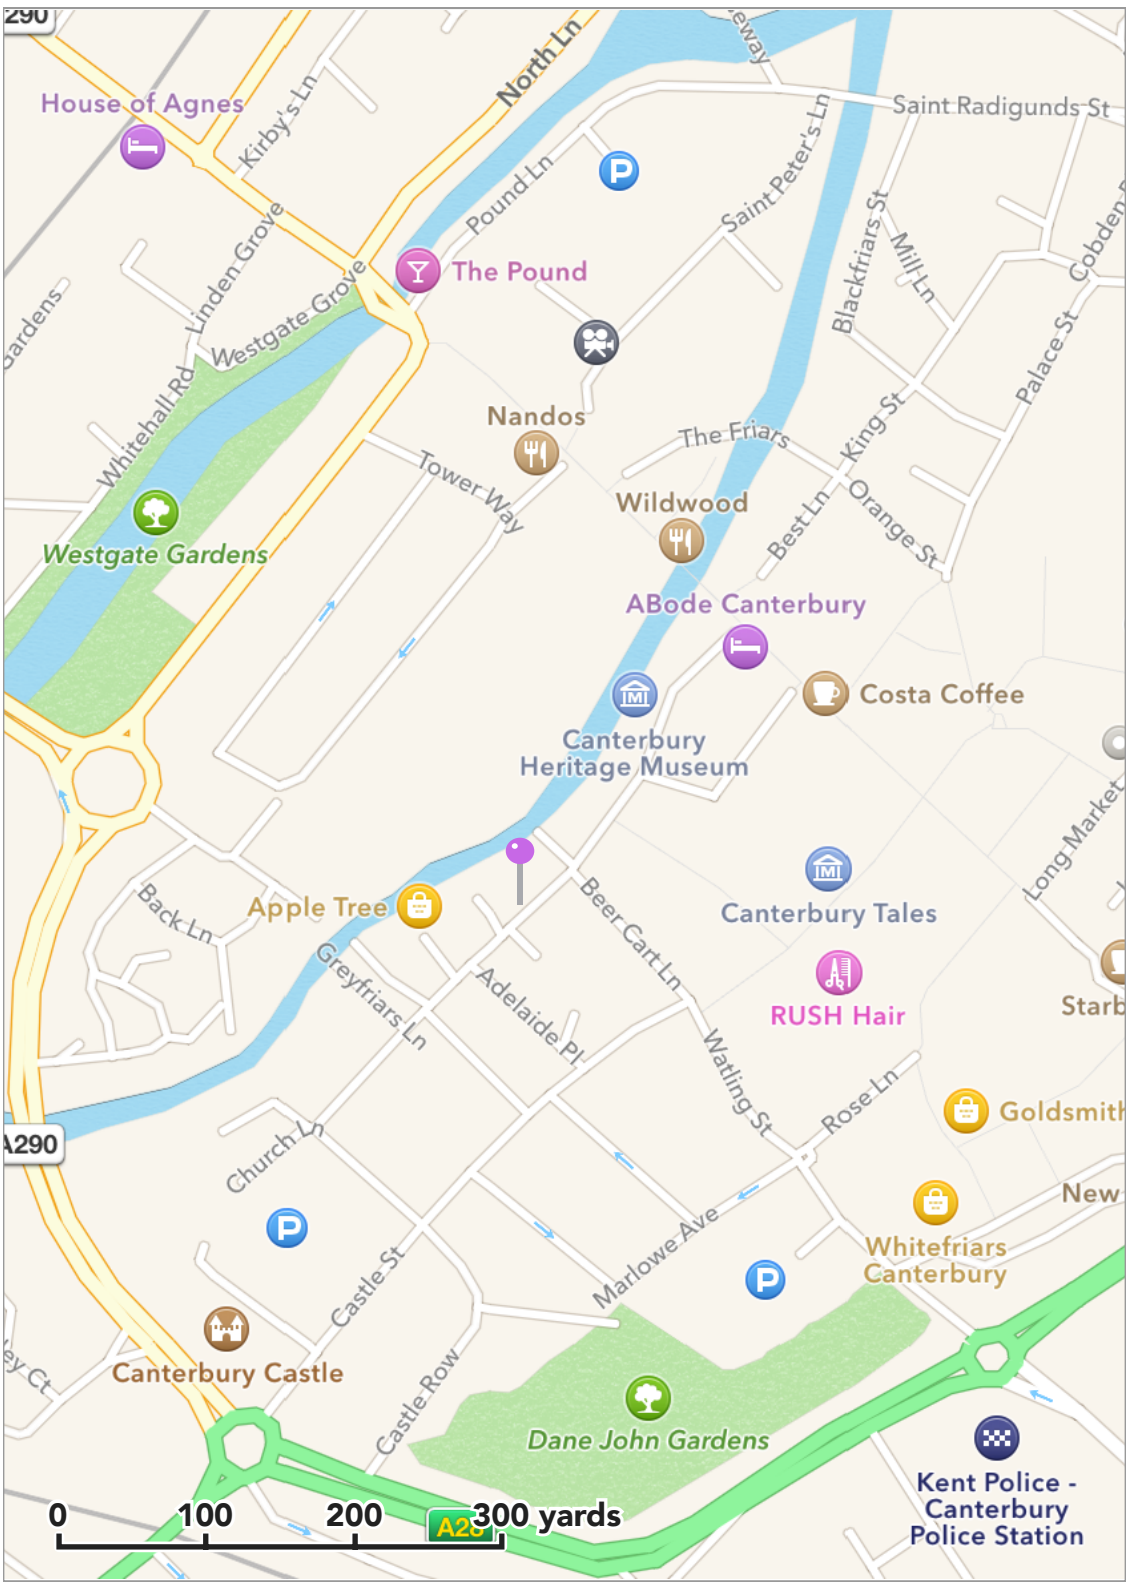 290
House of Agnes
Kirby's Ln
North Ln
eway
Saint Radigunds St
Saint Peter's Ln
Pound Ln
P
Linden Grove
Westgate Grove
The Pound
Blackfriars St
Mill Ln
Cobden
Gardens
Palace St
Whitehall Rd
Nandos
The Friars
King St
Tower Way
Wildwood
Best Ln
Orange St
Westgate Gardens
ABode Canterbury
Costa Coffee
Canterbury
Heritage Museum
Long Market
Canterbury Tales
Back Ln
Apple Tree
Beer Cart Ln
Greyfriars Ln
Adelaide Pl
RUSH Hair
Starb
Watling St
Rose Ln
Goldsmith
A290
Church Ln
P
New
Marlowe Ave
Whitefriars
Canterbury
P
Castle St
Canterbury Castle
ey Ct
Castle Row
Dane John Gardens
Kent Police -
Canterbury
Police Station
0 100 200 300 yards
A28